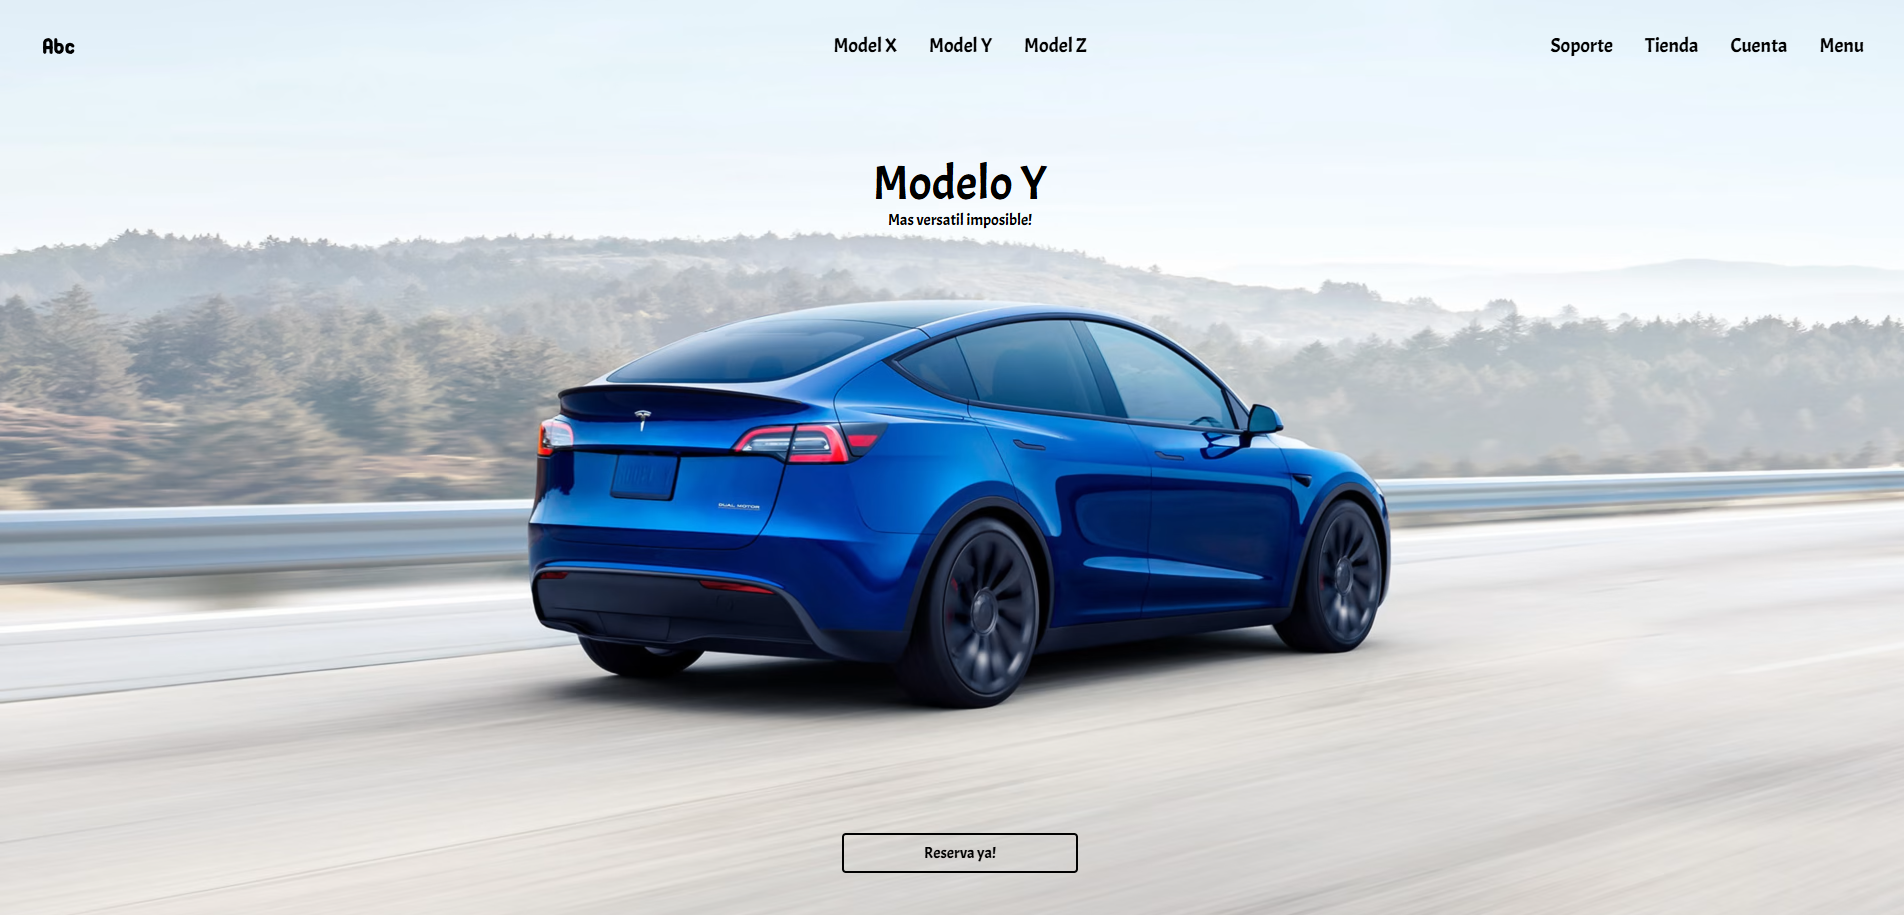 Abc
Model X Model Y Model Z
Soporte Tienda Cuenta Menu
Modelo Y
Mas versatil imposible!
DUAL MOTOR
Reserva ya!